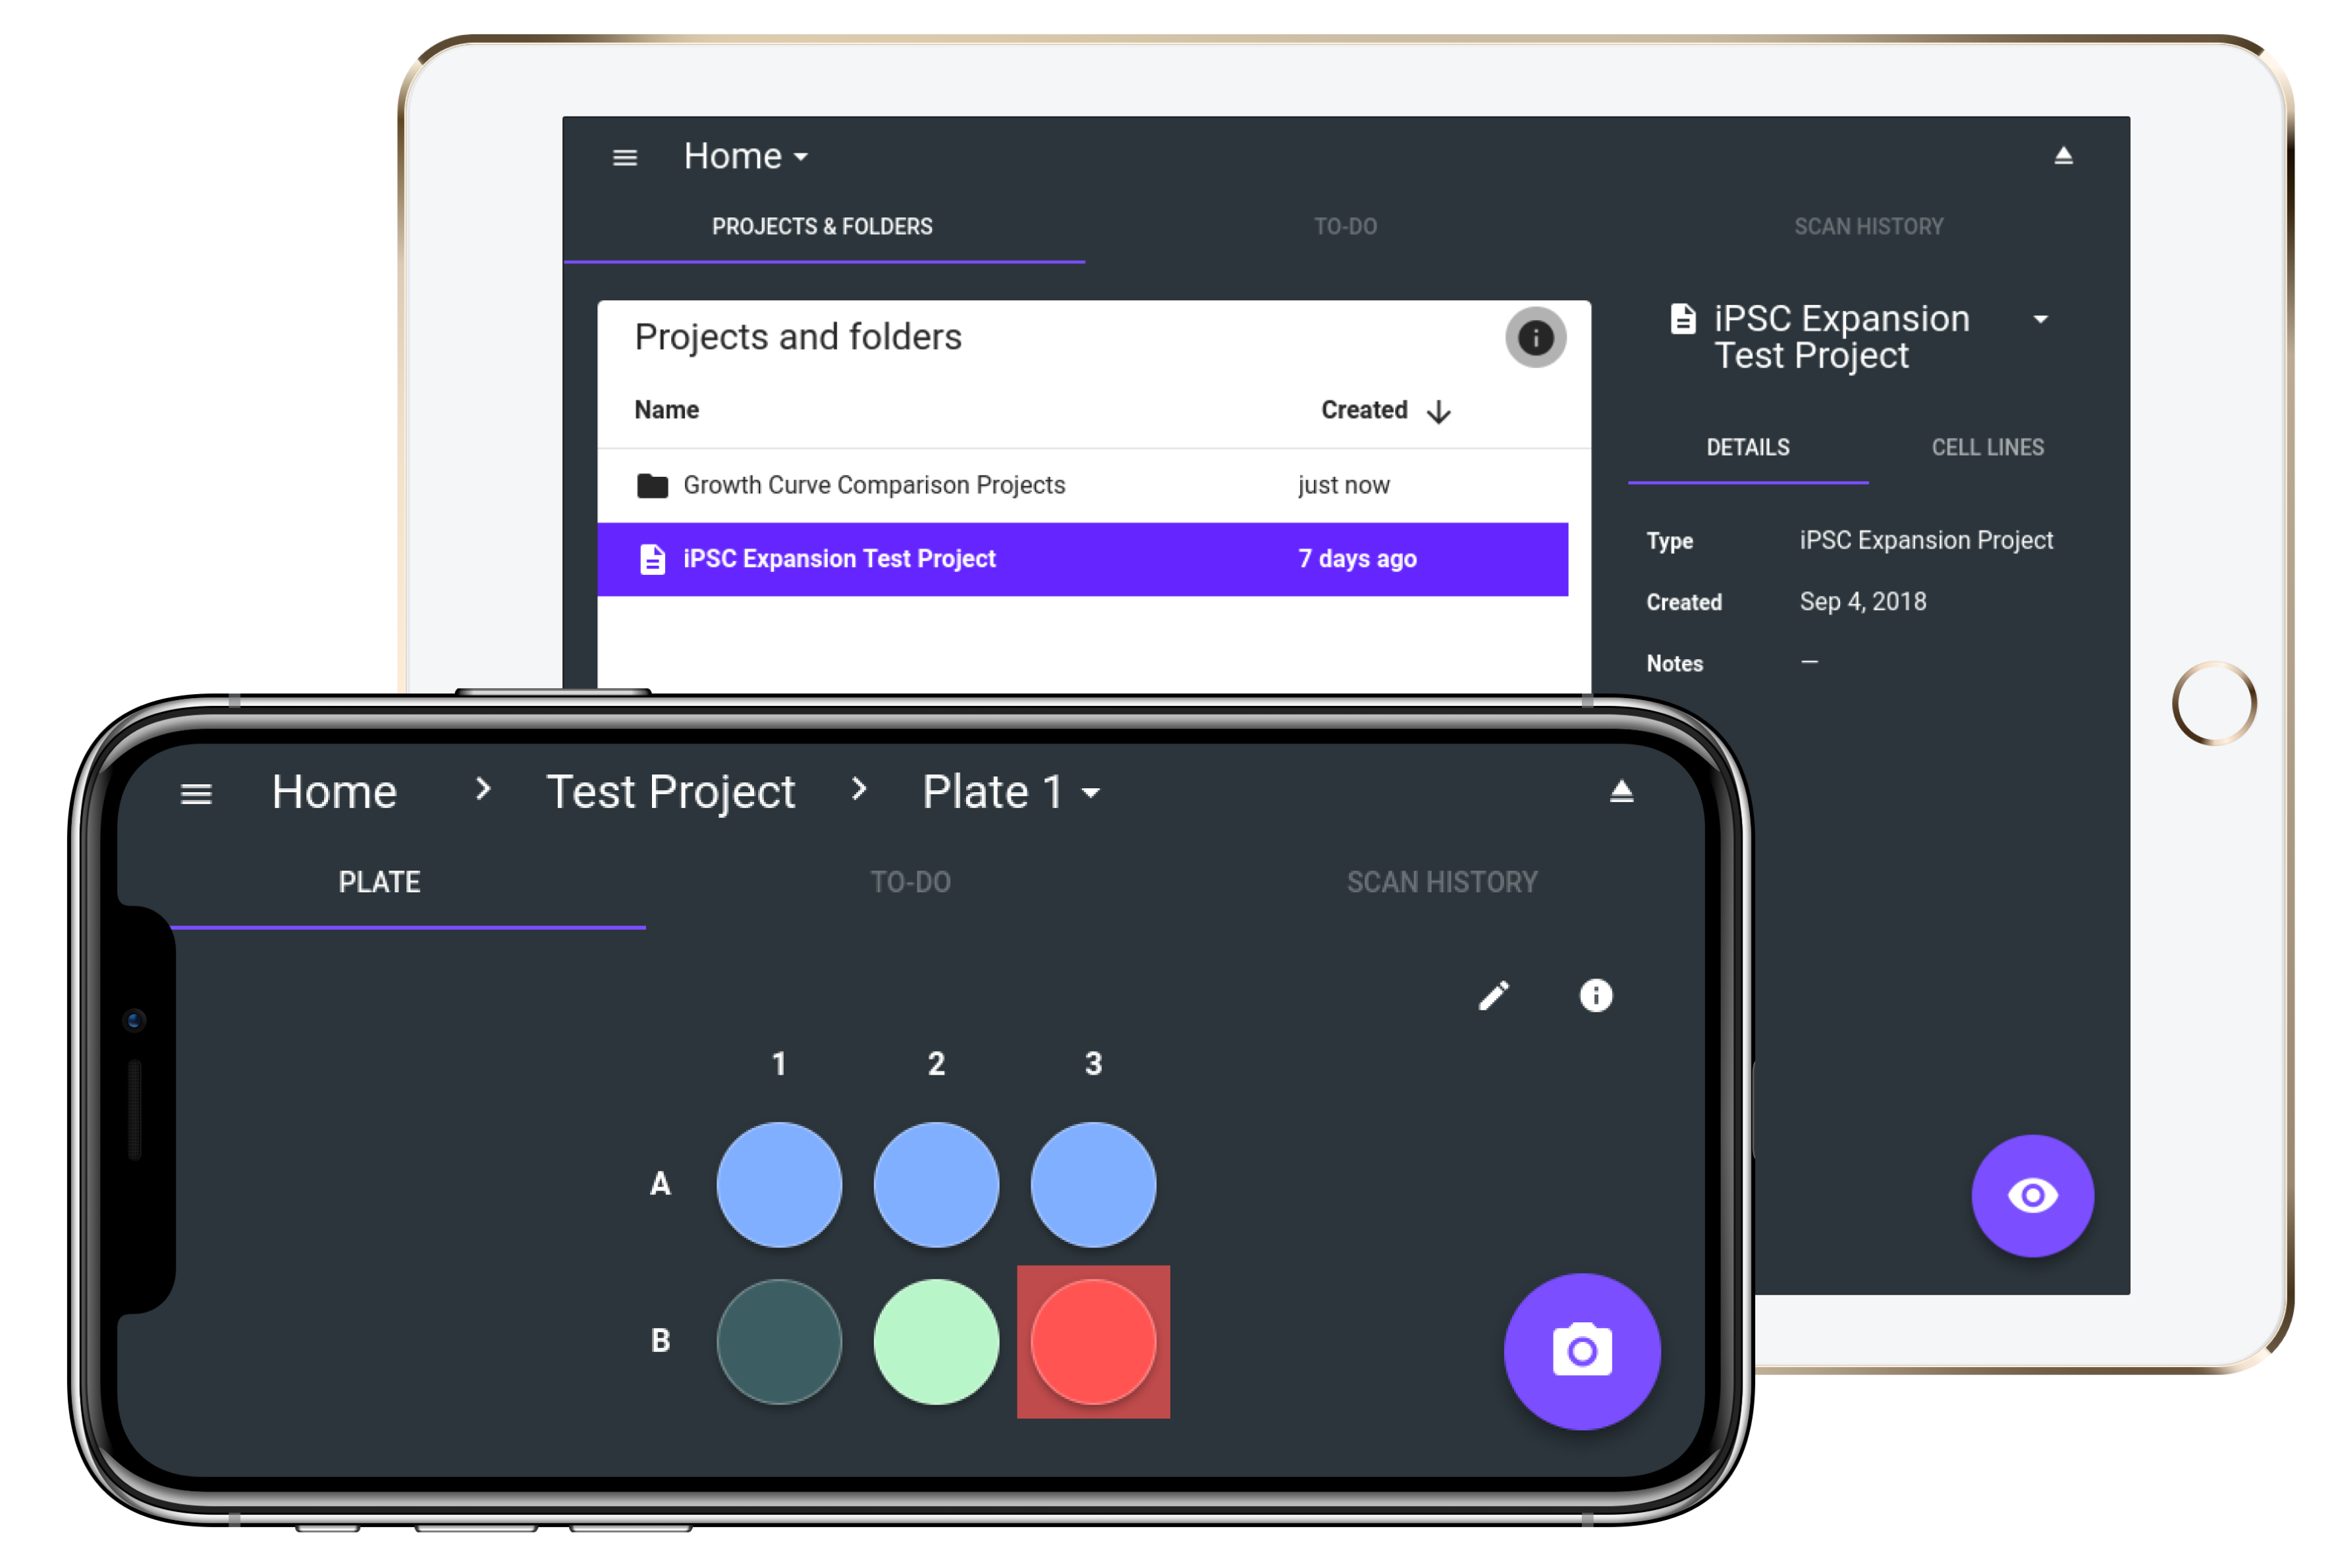 Home
PROJECTS & FOLDERS
TO-DO
SCAN HISTORY
Projects and folders
Name
Created
Growth Curve Comparison Projects
just now
iPSC Expansion Test Project
7 days ago
iPSC Expansion
Test Project
DETAILS
CELL LINES
Type
iPSC Expansion Project
Created
Sep 4, 2018
Notes
—
Home > Test Project > Plate 1
PLATE
TO-DO
SCAN HISTORY
1 2 3
A
B